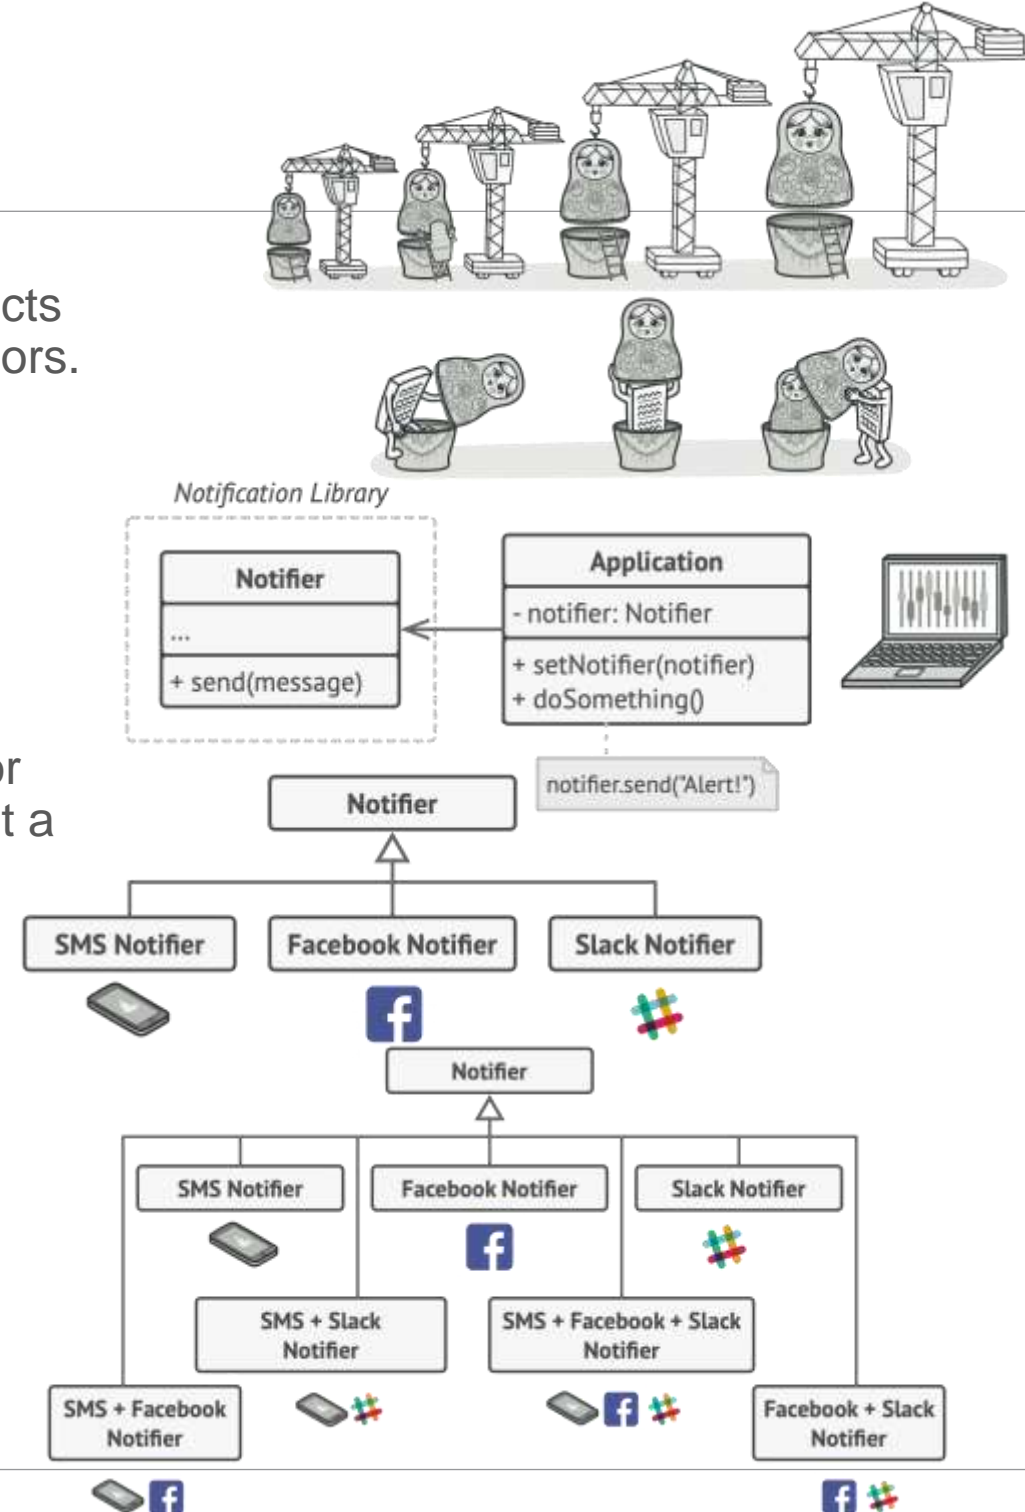 cts
ors.
Notification Library
Notifier
...
+ send(message)
Application
- notifier: Notifier
+ setNotifier(notifier)
+ doSomething()
notifier.send("Alert!")
or
t a
Notifier
SMS Notifier
Facebook Notifier
Slack Notifier
Notifier
SMS Notifier
Facebook Notifier
Slack Notifier
SMS + Slack
Notifier
SMS + Facebook + Slack
Notifier
SMS + Facebook
Notifier
Facebook + Slack
Notifier